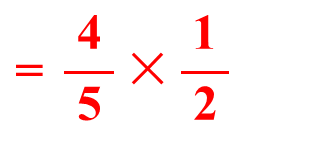 = 4/5 × 1/2